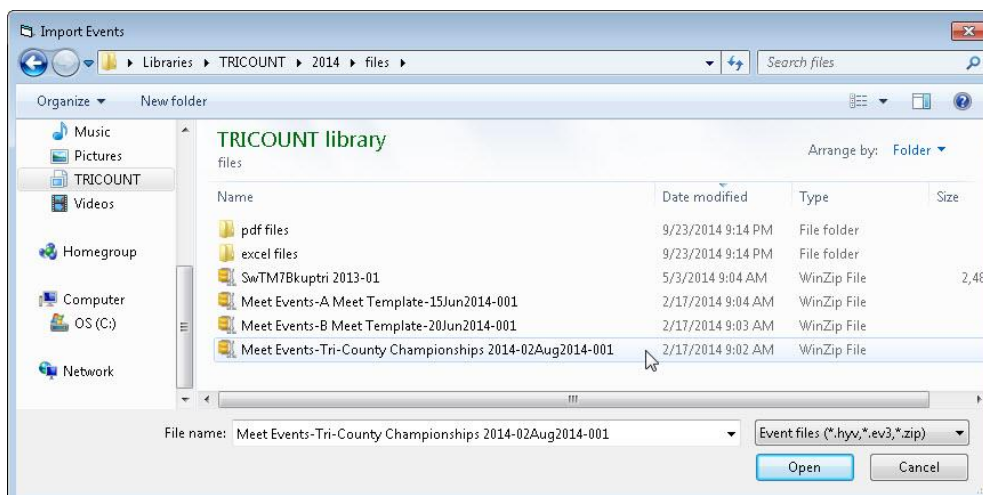 Import Events
Libraries ▸ TRICOUNT ▸ 2014 ▸ files ▸ Search files
Organize ▾ New folder
Music
Pictures
TRICOUNT
Videos
Homegroup
Computer
OS (C:)
Network
TRICOUNT library
files
Arrange by: Folder ▾
Name Date modified Type Size
pdf files 9/23/2014 9:14 PM File folder
excel files 9/23/2014 9:14 PM File folder
SwTM7Bkuptri 2013-01 5/3/2014 9:04 AM WinZip File 2,48
Meet Events-A Meet Template-15Jun2014-001 2/17/2014 9:04 AM WinZip File
Meet Events-B Meet Template-20Jun2014-001 2/17/2014 9:03 AM WinZip File
Meet Events-Tri-County Championships 2014-02Aug2014-001 2/17/2014 9:02 AM WinZip File
File name: Meet Events-Tri-County Championships 2014-02Aug2014-001 Event files (*.hyv,*.ev3,*.zip)
Open Cancel